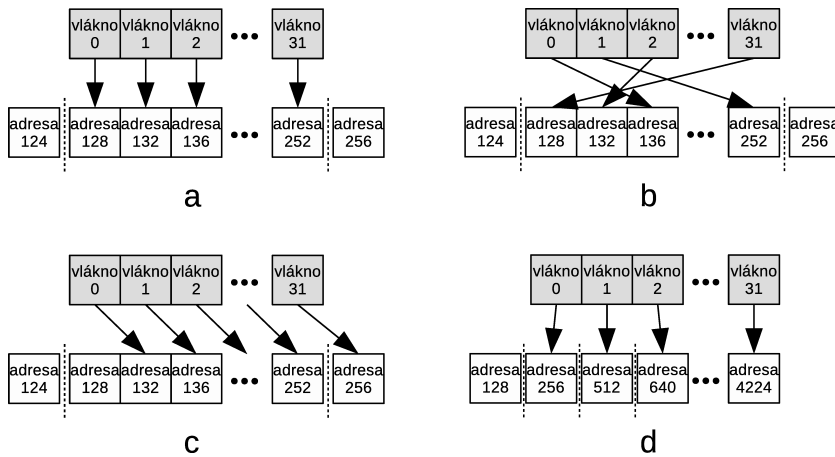 vlákno vlákno vlákno ••• vlákno
0 1 2 31
adresa adresa adresa adresa ••• adresa adresa
124 128 132 136 252 256
a
vlákno vlákno vlákno ••• vlákno
0 1 2 31
adresa adresa adresa adresa ••• adresa adresa
124 128 132 136 252 256
b
vlákno vlákno vlákno ••• vlákno
0 1 2 31
adresa adresa adresa adresa ••• adresa adresa
124 128 132 136 252 256
c
vlákno vlákno vlákno ••• vlákno
0 1 2 31
adresa adresa adresa adresa ••• adresa
128 256 512 640 4224
d